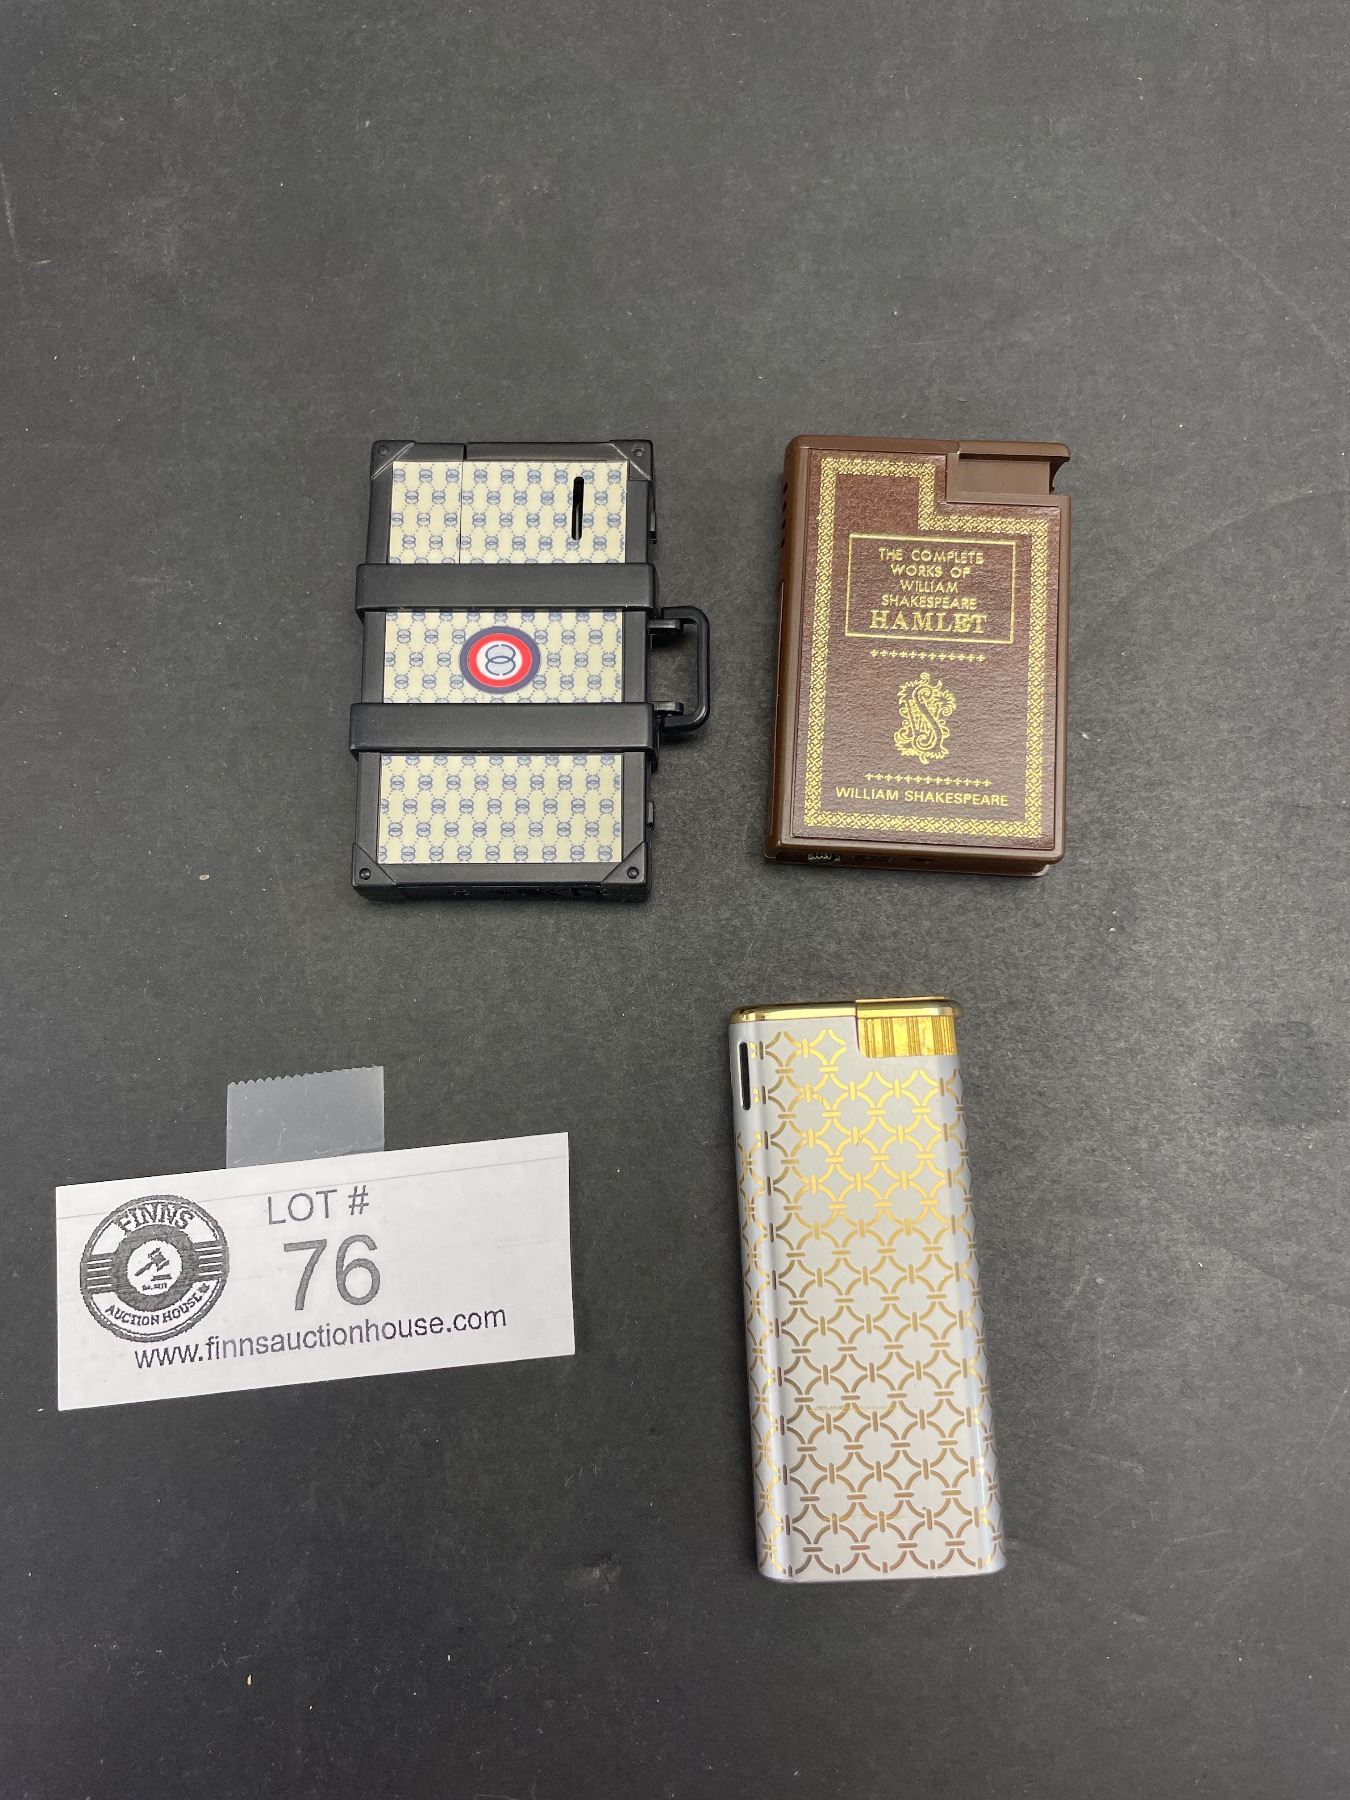 THE COMPLETE
WORKS OF
WILLIAM
SHAKESPEARE
HAMLET
WILLIAM SHAKESPEARE
LOT #
76
FINNS
AUCTION HOUSE
www.finnsauctionhouse.com